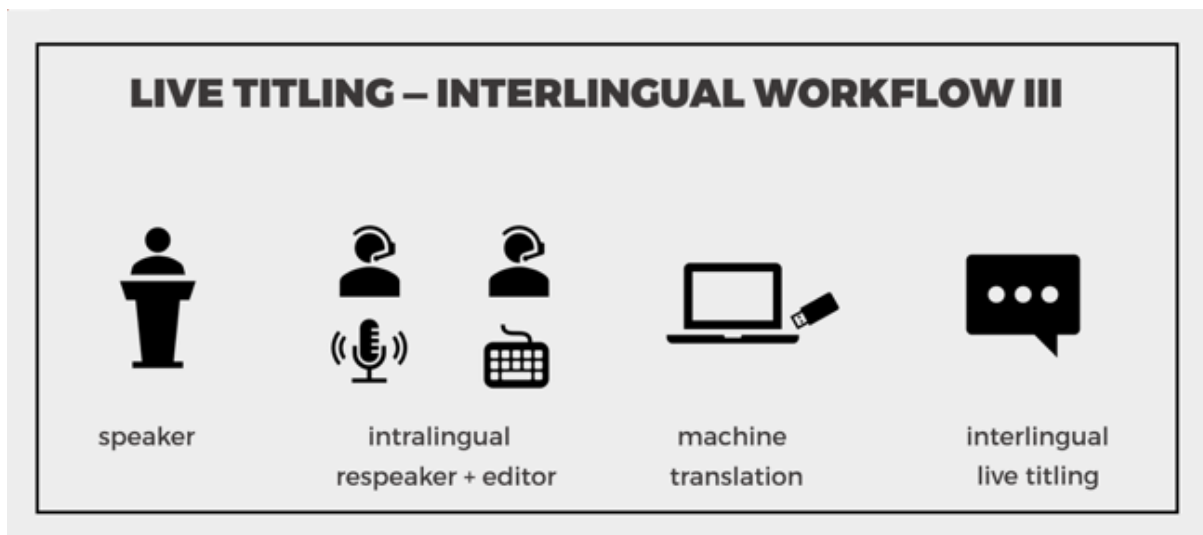 LIVE TITLING – INTERLINGUAL WORKFLOW III
speaker
intralingual
respeaker + editor
machine
translation
interlingual
live titling